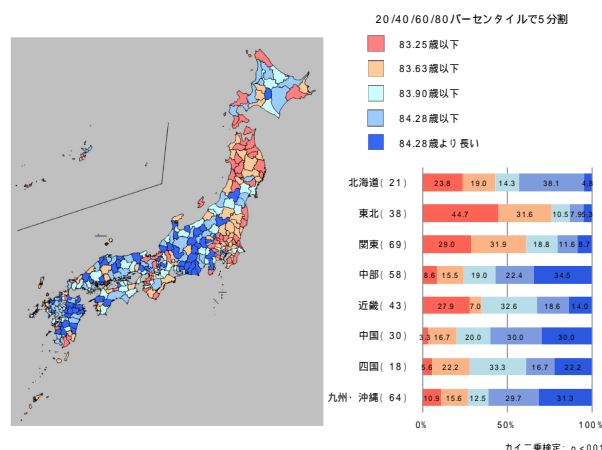 20/40/60/80パーセンタイルで5分割
83.25歳以下
83.63歳以下
83.90歳以下
84.28歳以下
84.28歳より長い
北海道( 21) 23.8 19.0 14.3 38.1 4.8
東北( 38) 44.7 31.6 10.5 7.9 5.3
関東( 69) 29.0 31.9 18.8 11.6 8.7
中部( 58) 8.6 15.5 19.0 22.4 34.5
近畿( 43) 27.9 7.0 32.6 18.6 14.0
中国( 30) 3.3 16.7 20.0 30.0 30.0
四国( 18) 5.6 22.2 33.3 16.7 22.2
九州・沖縄( 64) 10.9 15.6 12.5 29.7 31.3
0% 50% 100%
カイ二乗検定: p<001